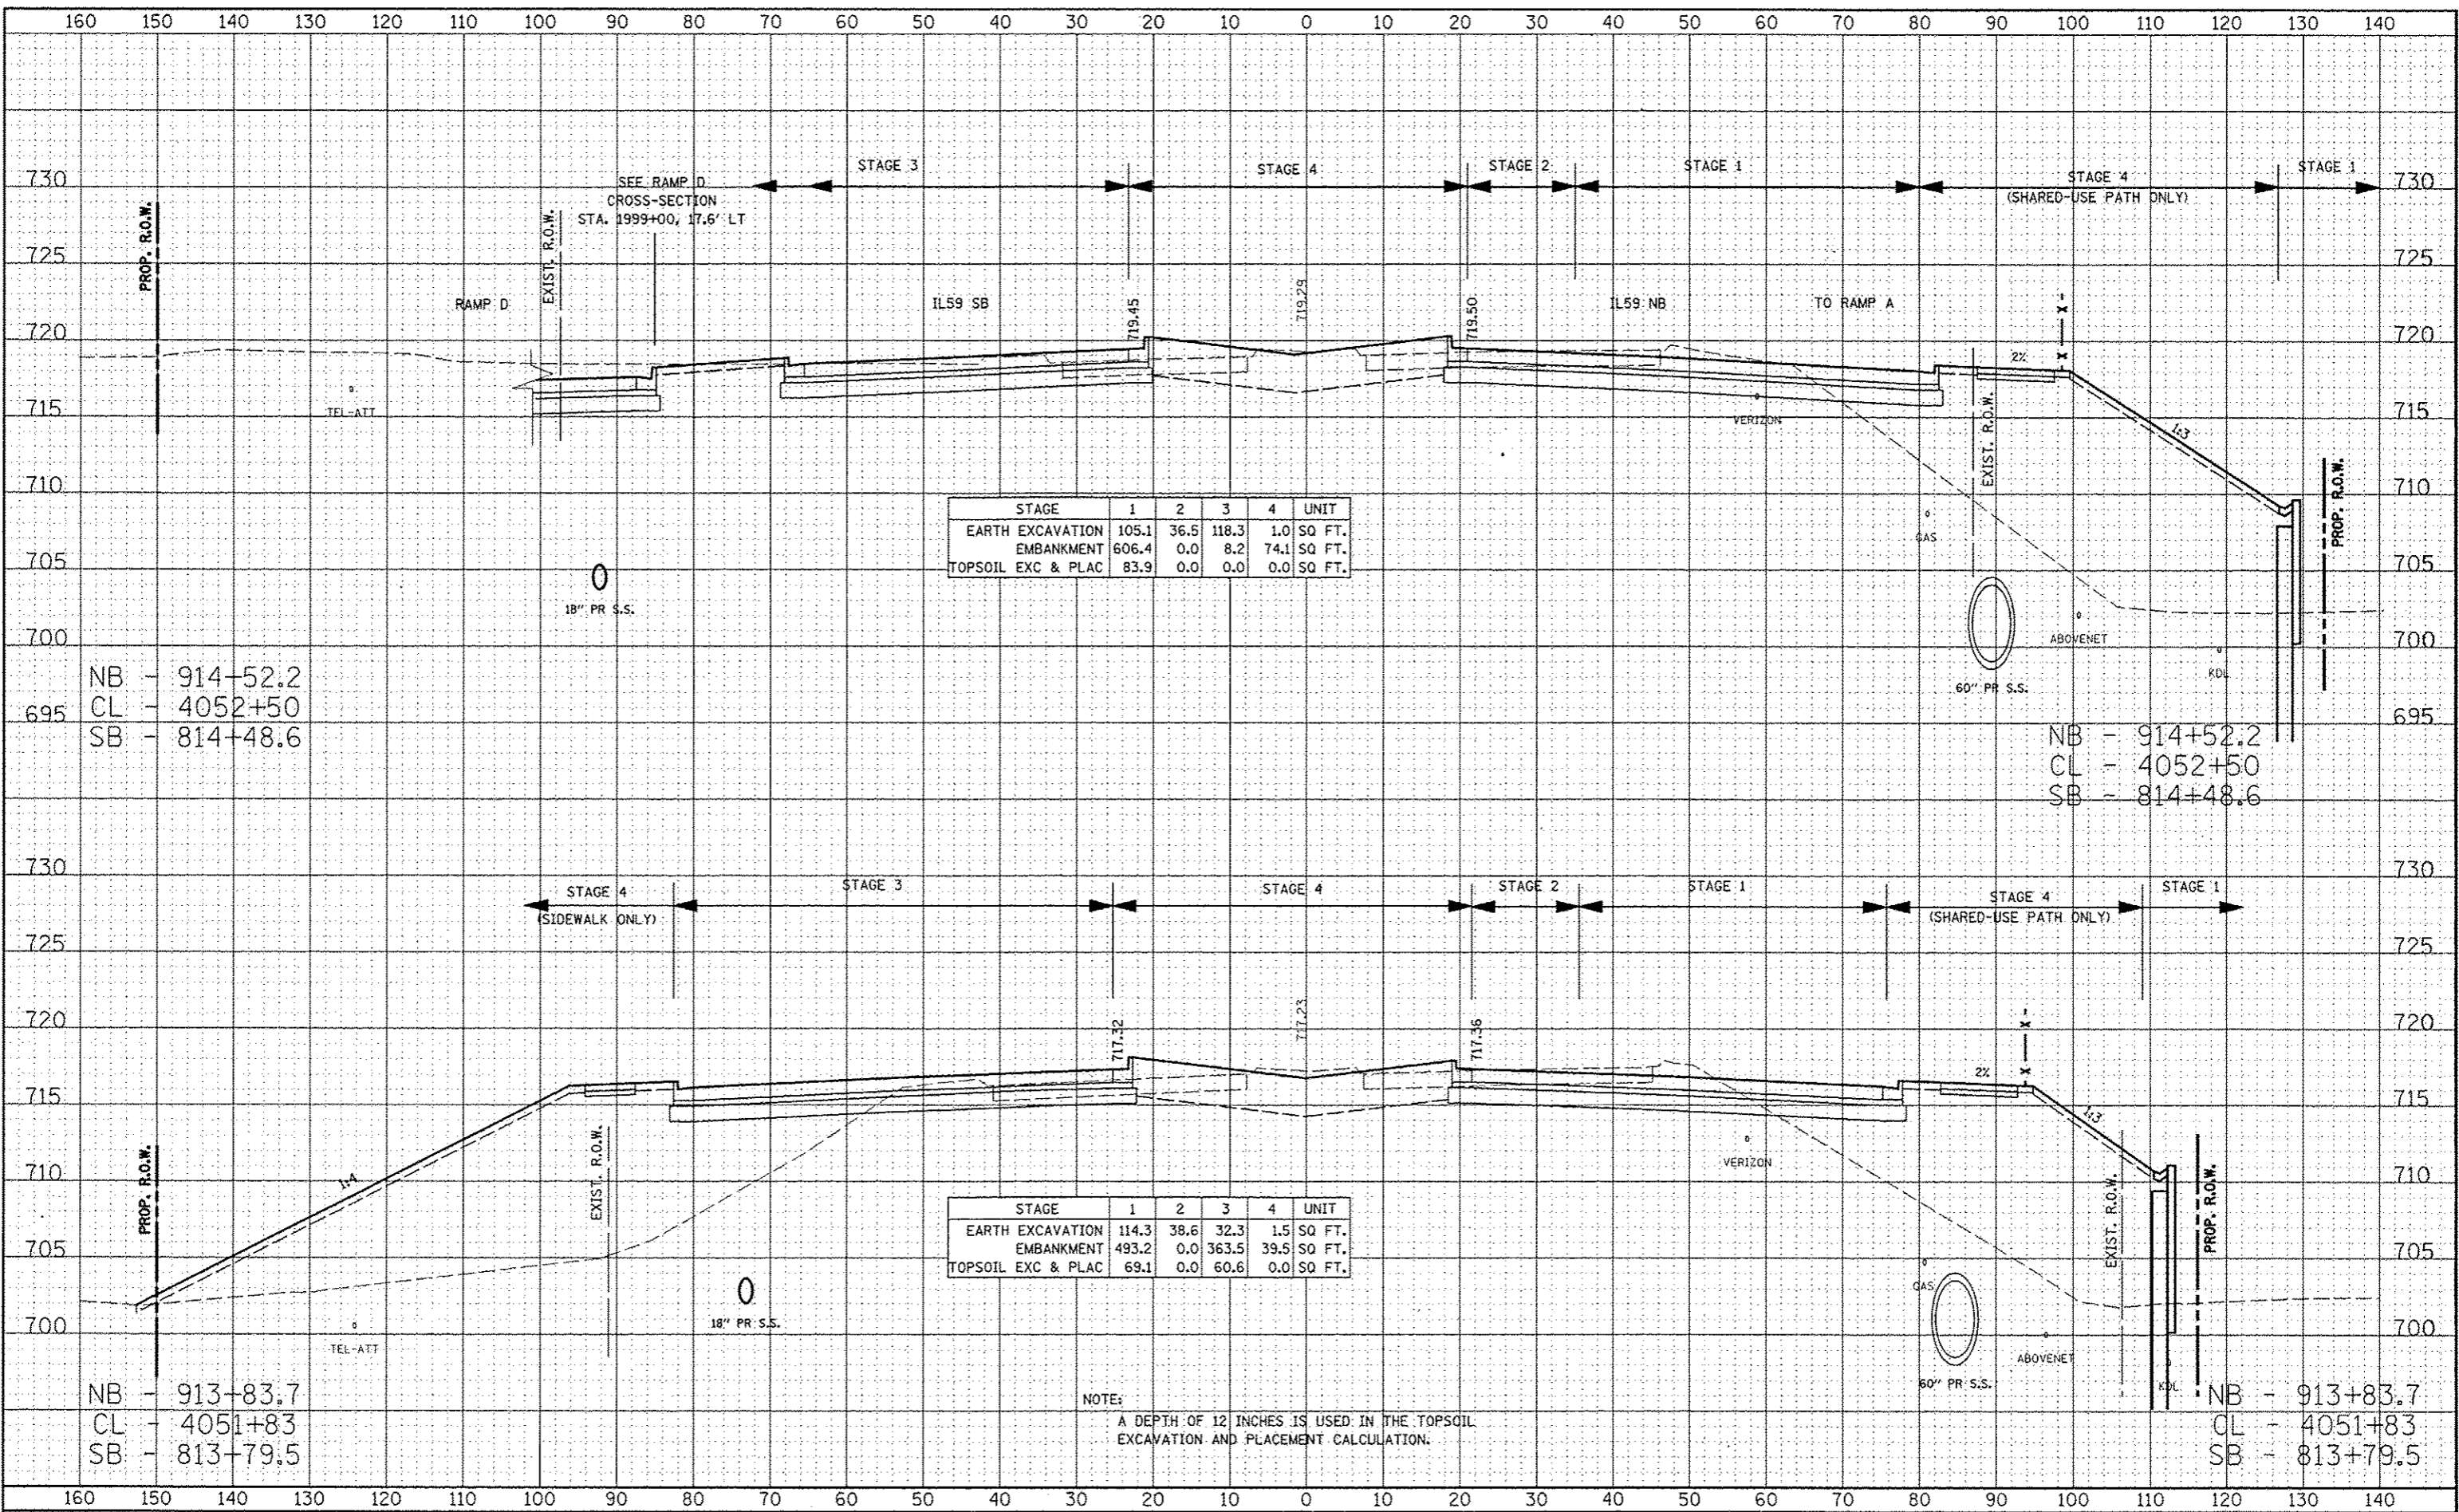 160 150 140 130 120 110 100 90 80 70 60 50 40 30 20 10 0 10 20 30 40 50 60 70 80 90 100 110 120 130 140
STAGE 3
STAGE 4
STAGE 2
STAGE 1
STAGE 4
(SHARED-USE PATH ONLY)
STAGE 1
730 730
SEE RAMP D
CROSS-SECTION
STA. 1999+00, 17.6' LT
PROP. R.O.W.
EXIST. R.O.W.
725 725
RAMP D
IL59 SB
719.45
719.29
719.50
IL59 NB
TO RAMP A
X
X
720 720
2%
TEL-ATT
715 715
VERIZON
EXIST. R.O.W.
1:3
710 710
PROP. R.O.W.
STAGE 1 2 3 4 UNIT
EARTH EXCAVATION 105.1 36.5 118.3 1.0 SQ FT.
EMBANKMENT 606.4 0.0 8.2 74.1 SQ FT.
TOPSOIL EXC & PLAC 83.9 0.0 0.0 0.0 SQ FT.
GAS
705 705
18" PR S.S.
700 700
ABOVENET
KDL
60" PR S.S.
NB - 914+52.2
CL - 4052+50
SB - 814+48.6
695 695
NB - 914+52.2
CL - 4052+50
SB - 814+48.6
730 730
STAGE 4
(SIDEWALK ONLY)
STAGE 3
STAGE 4
STAGE 2
STAGE 1
STAGE 4
(SHARED-USE PATH ONLY)
STAGE 1
725 725
720 720
717.32
717.23
717.36
X
X
2%
715 715
1:3
VERIZON
710 710
1:4
PROP. R.O.W.
EXIST. R.O.W.
EXIST. R.O.W.
PROP. R.O.W.
STAGE 1 2 3 4 UNIT
EARTH EXCAVATION 114.3 38.6 32.3 1.5 SQ FT.
EMBANKMENT 493.2 0.0 363.5 39.5 SQ FT.
TOPSOIL EXC & PLAC 69.1 0.0 60.6 0.0 SQ FT.
705 705
GAS
18" PR S.S.
700 700
TEL-ATT
ABOVENET
60" PR S.S.
KDL
NB - 913+83.7
CL - 4051+83
SB - 813+79.5
NOTE:
A DEPTH OF 12 INCHES IS USED IN THE TOPSOIL
EXCAVATION AND PLACEMENT CALCULATION.
NB - 913+83.7
CL - 4051+83
SB - 813+79.5
160 150 140 130 120 110 100 90 80 70 60 50 40 30 20 10 0 10 20 30 40 50 60 70 80 90 100 110 120 130 140